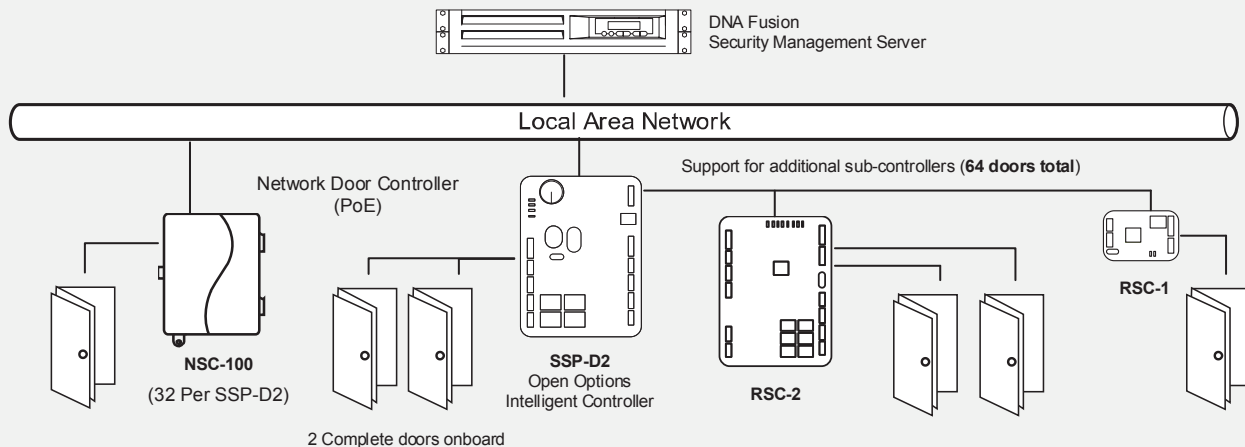 DNA Fusion
Security Management Server
Local Area Network
Support for additional sub-controllers (64 doors total)
Network Door Controller
(PoE)
NSC-100
(32 Per SSP-D2)
SSP-D2
Open Options
Intelligent Controller
2 Complete doors onboard
RSC-2
RSC-1